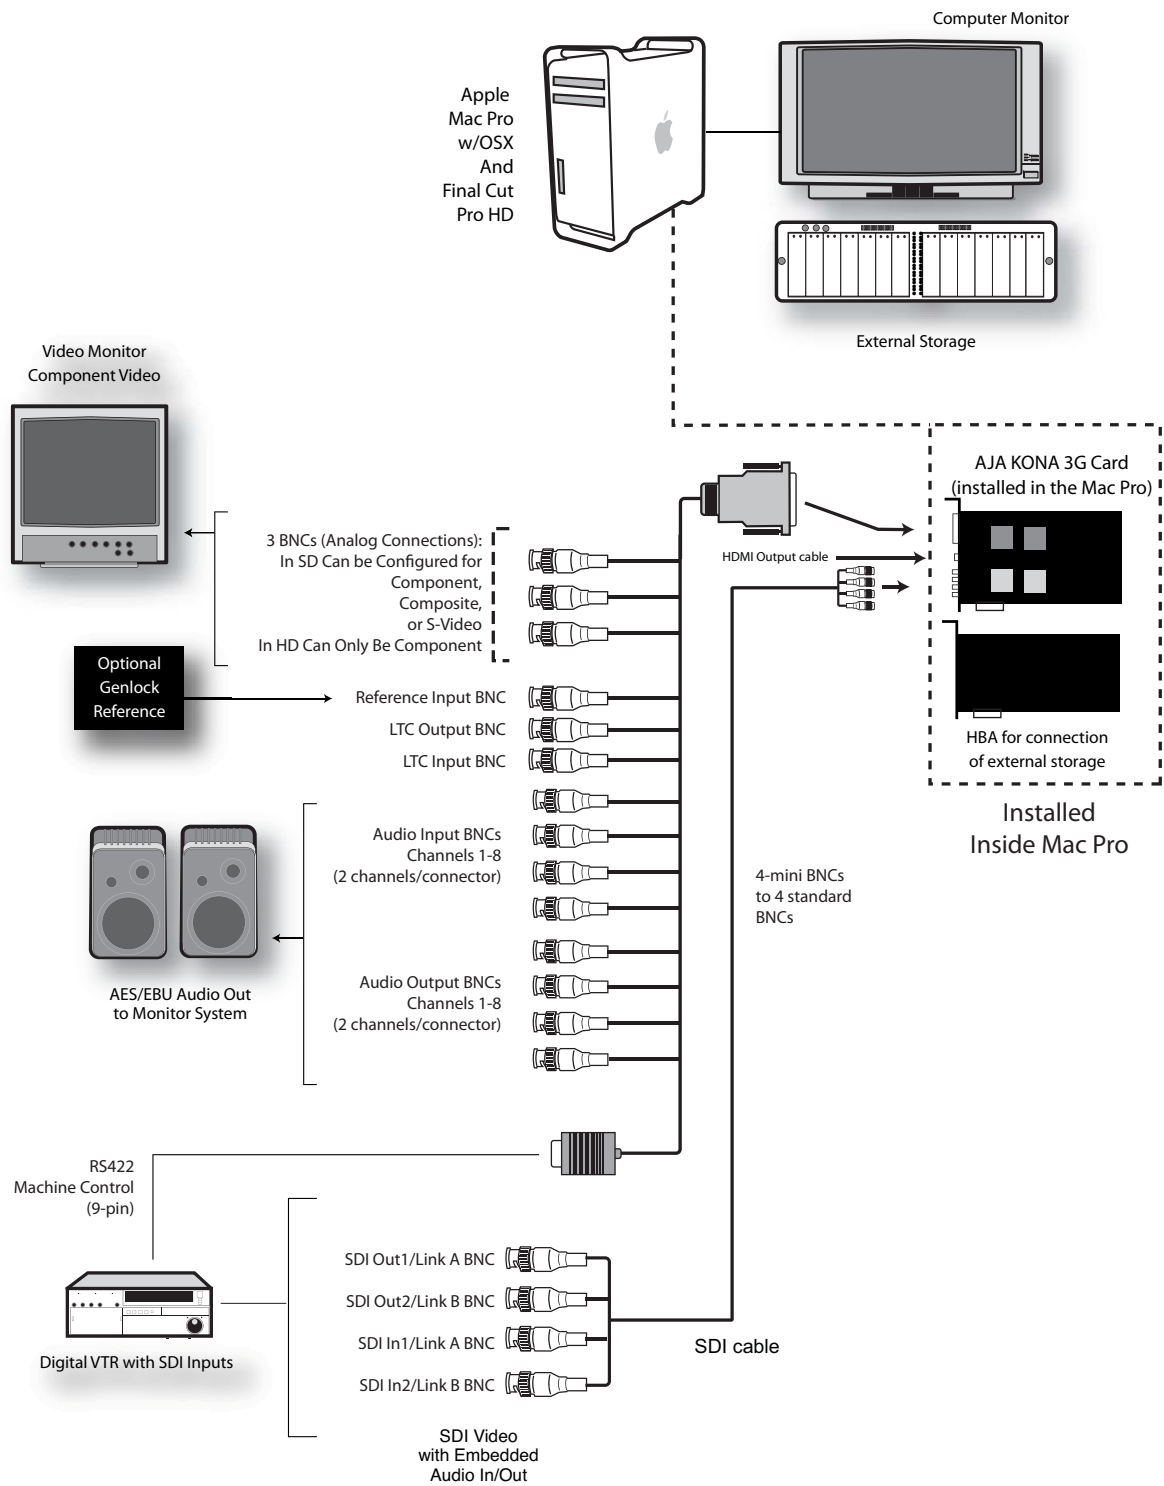 Computer Monitor
Apple
Mac Pro
w/OSX
And
Final Cut
Pro HD
External Storage
Video Monitor
Component Video
AJA KONA 3G Card
(installed in the Mac Pro)
3 BNCs (Analog Connections):
In SD Can be Configured for
Component,
Composite,
or S-Video
In HD Can Only Be Component
HDMI Output cable
Optional
Genlock
Reference
Reference Input BNC
LTC Output BNC
LTC Input BNC
HBA for connection
of external storage
Installed
Inside Mac Pro
Audio Input BNCs
Channels 1-8
(2 channels/connector)
4-mini BNCs
to 4 standard
BNCs
AES/EBU Audio Out
to Monitor System
Audio Output BNCs
Channels 1-8
(2 channels/connector)
RS422
Machine Control
(9-pin)
SDI Out1/Link A BNC
SDI Out2/Link B BNC
SDI In1/Link A BNC
SDI In2/Link B BNC
SDI cable
Digital VTR with SDI Inputs
SDI Video
with Embedded
Audio In/Out